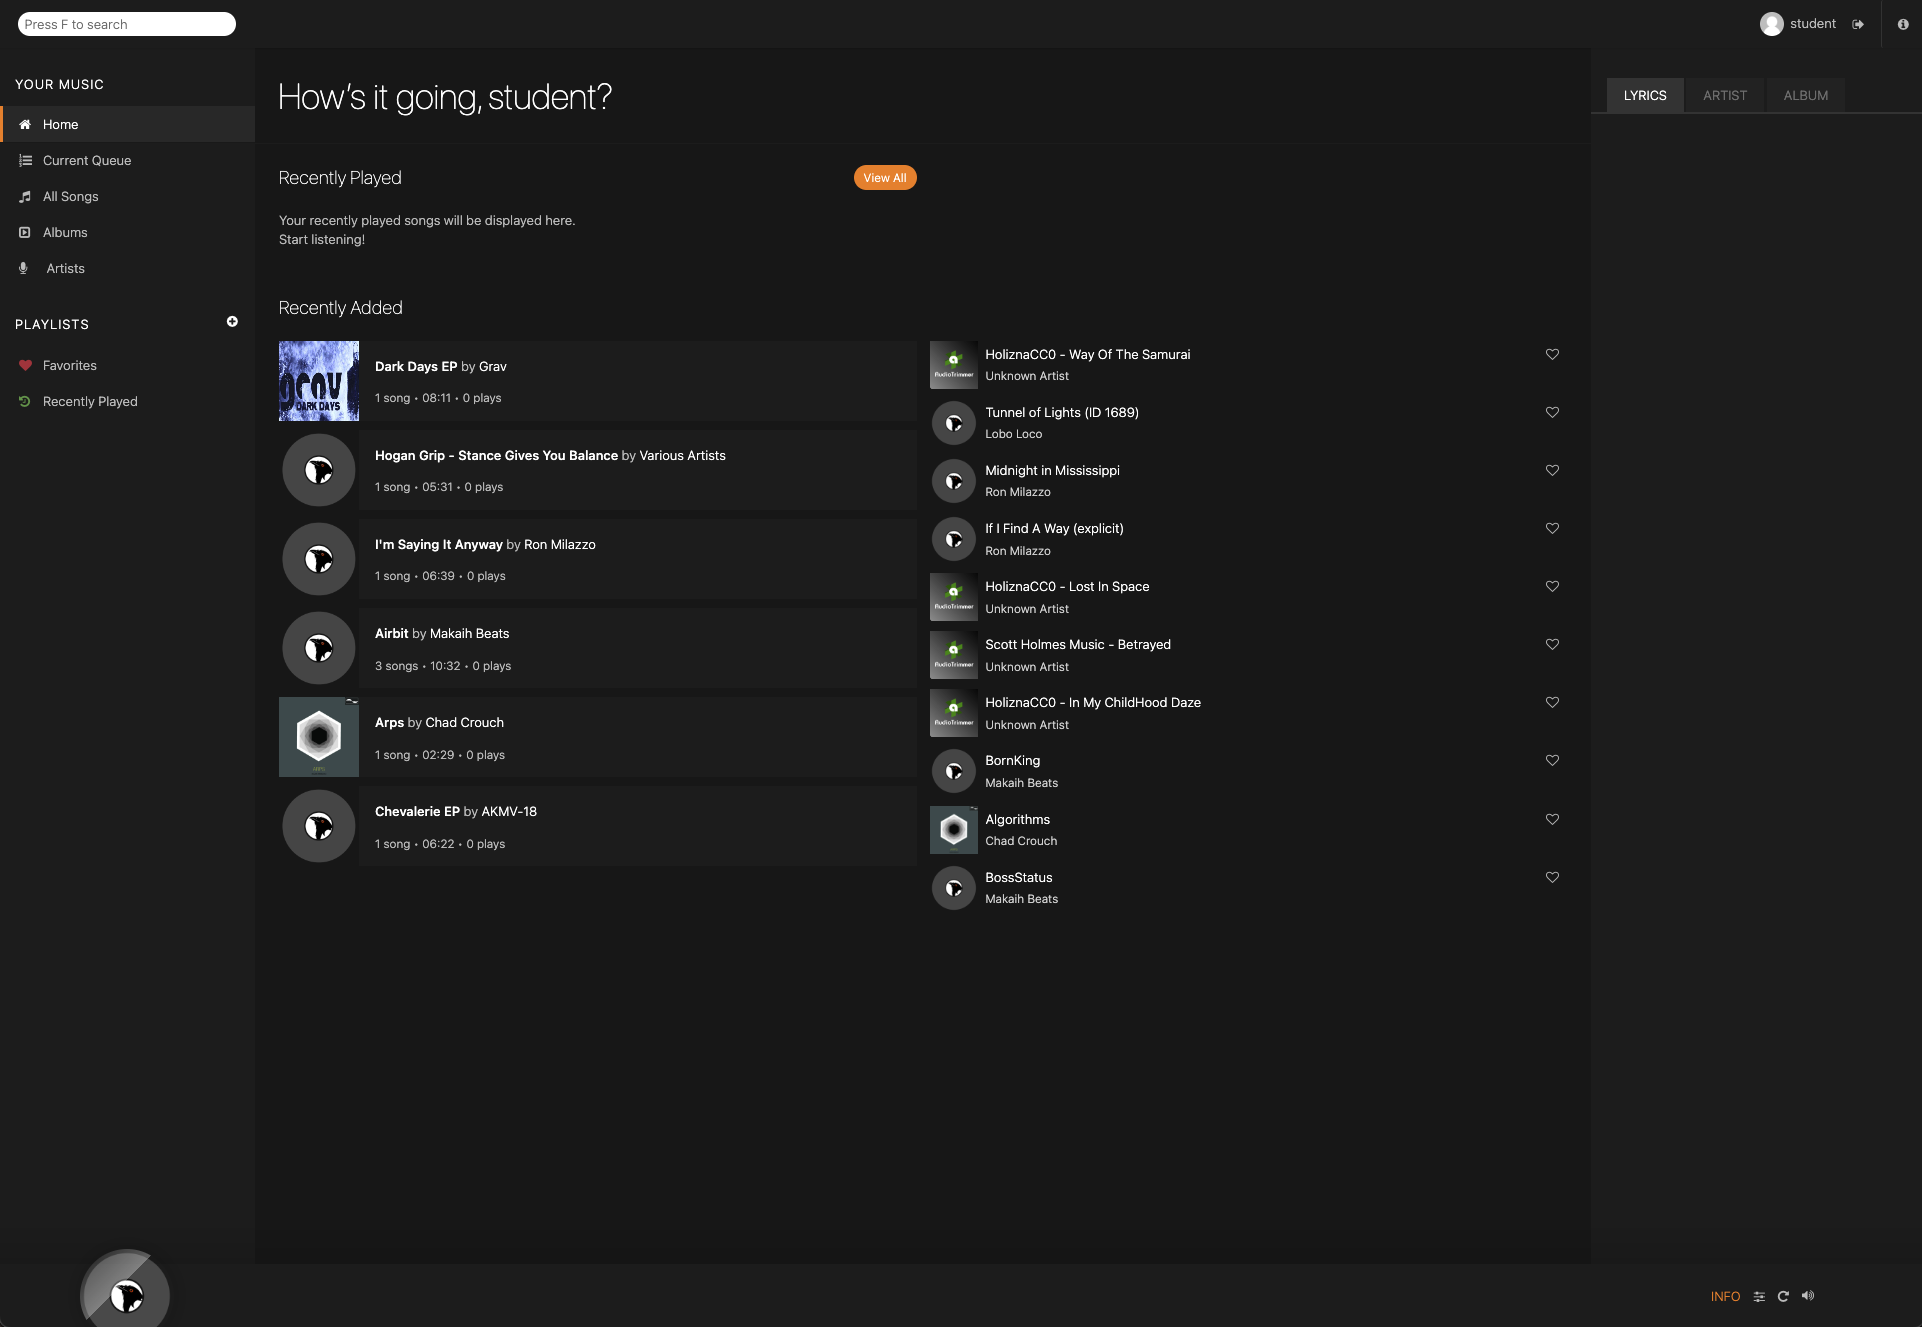 Press F to search
student
YOUR MUSIC
Home
Current Queue
All Songs
Albums
Artists
PLAYLISTS
Favorites
Recently Played
How's it going, student?
Recently Played
View All
Your recently played songs will be displayed here.
Start listening!
Recently Added
grav
DARK DAYS
Dark Days EP by Grav
1 song • 08:11 • 0 plays
Hogan Grip - Stance Gives You Balance by Various Artists
1 song • 05:31 • 0 plays
I'm Saying It Anyway by Ron Milazzo
1 song • 06:39 • 0 plays
Airbit by Makaih Beats
3 songs • 10:32 • 0 plays
Arps by Chad Crouch
1 song • 02:29 • 0 plays
Chevalerie EP by AKMV-18
1 song • 06:22 • 0 plays
AudioTrimmer
HoliznaCC0 - Way Of The Samurai
Unknown Artist
Tunnel of Lights (ID 1689)
Lobo Loco
Midnight in Mississippi
Ron Milazzo
If I Find A Way (explicit)
Ron Milazzo
AudioTrimmer
HoliznaCC0 - Lost In Space
Unknown Artist
AudioTrimmer
Scott Holmes Music - Betrayed
Unknown Artist
AudioTrimmer
HoliznaCC0 - In My ChildHood Daze
Unknown Artist
BornKing
Makaih Beats
Algorithms
Chad Crouch
BossStatus
Makaih Beats
LYRICS
ARTIST
ALBUM
INFO